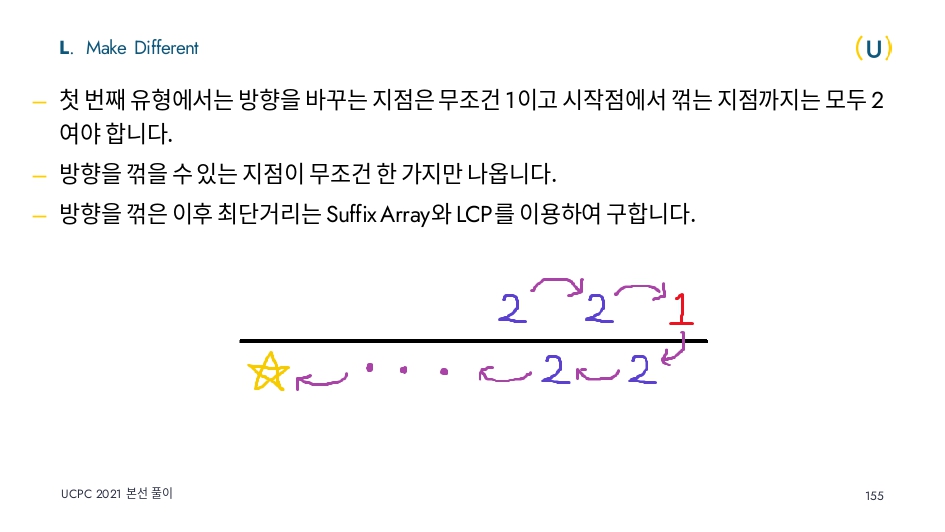 L. Make Different
(U)
– 첫 번째 유형에서는 방향을 바꾸는 지점은 무조건 1이고 시작점에서 꺾는 지점까지는 모두 2
여야 합니다.
– 방향을 꺾을 수 있는 지점이 무조건 한 가지만 나옵니다.
– 방향을 꺾은 이후 최단거리는 Suffix Array와 LCP를 이용하여 구합니다.
2 2 1
2 2
UCPC 2021 본선 풀이
155